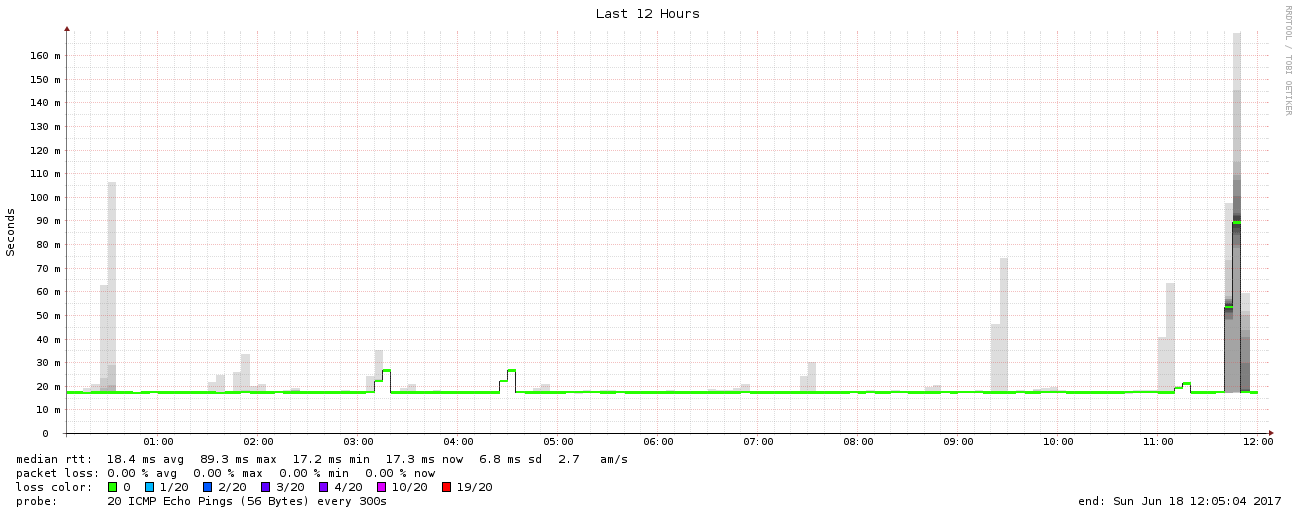 Last 12 Hours
RRDTOOL / TOBI OETIKER
Seconds
160 m
150 m
140 m
130 m
120 m
110 m
100 m
90 m
80 m
70 m
60 m
50 m
40 m
30 m
20 m
10 m
0
01:00 02:00 03:00 04:00 05:00 06:00 07:00 08:00 09:00 10:00 11:00 12:00
median rtt: 18.4 ms avg 89.3 ms max 17.2 ms min 17.3 ms now 6.8 ms sd 2.7 am/s
packet loss: 0.00 % avg 0.00 % max 0.00 % min 0.00 % now
loss color: 0 1/20 2/20 3/20 4/20 10/20 19/20
probe: 20 ICMP Echo Pings (56 Bytes) every 300s end: Sun Jun 18 12:05:04 2017